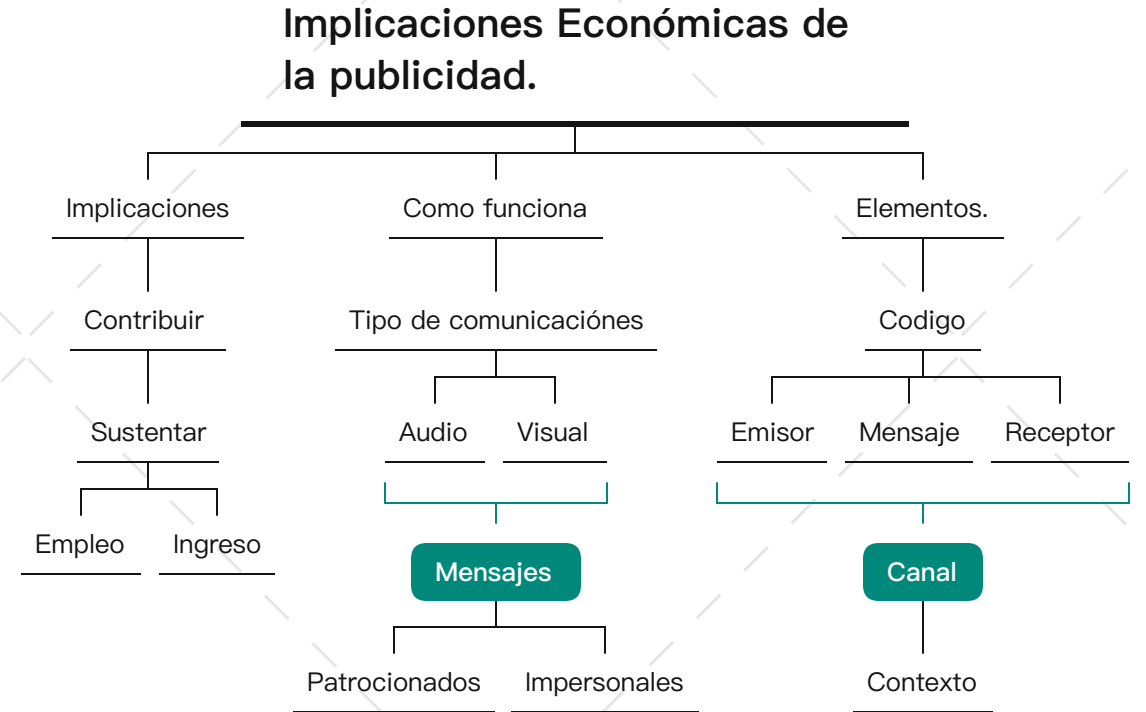 Implicaciones Económicas de
la publicidad.
Implicaciones
Como funciona
Elementos.
Contribuir
Tipo de comunicaciónes
Codigo
Sustentar
Audio
Visual
Emisor
Mensaje
Receptor
Empleo
Ingreso
Mensajes
Canal
Patrocionados
Impersonales
Contexto